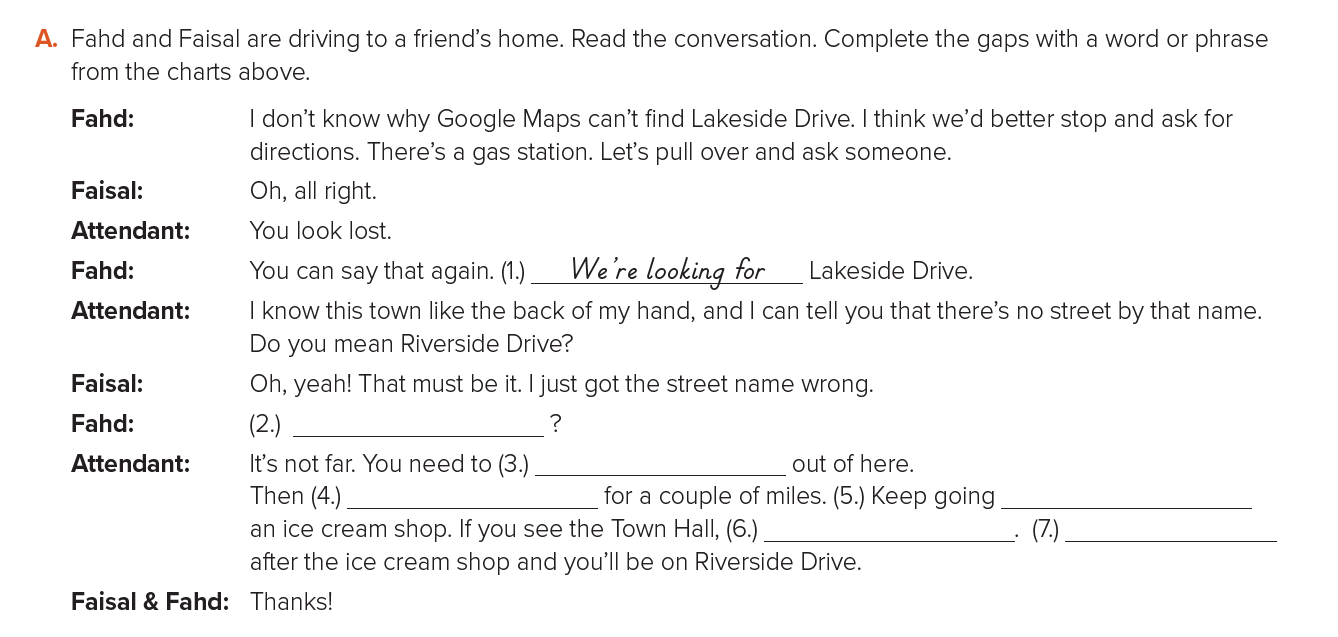 A. Fahd and Faisal are driving to a friend’s home. Read the conversation. Complete the gaps with a word or phrase
from the charts above.
Fahd: I don’t know why Google Maps can’t find Lakeside Drive. I think we’d better stop and ask for
directions. There’s a gas station. Let’s pull over and ask someone.
Faisal: Oh, all right.
Attendant: You look lost.
Fahd: You can say that again. (1.) We’re looking for Lakeside Drive.
Attendant: I know this town like the back of my hand, and I can tell you that there’s no street by that name.
Do you mean Riverside Drive?
Faisal: Oh, yeah! That must be it. I just got the street name wrong.
Fahd: (2.) ____________________ ?
Attendant: It’s not far. You need to (3.) ____________________ out of here.
Then (4.) ____________________ for a couple of miles. (5.) Keep going ____________________
an ice cream shop. If you see the Town Hall, (6.) ____________________. (7.) ____________________
after the ice cream shop and you’ll be on Riverside Drive.
Faisal & Fahd: Thanks!